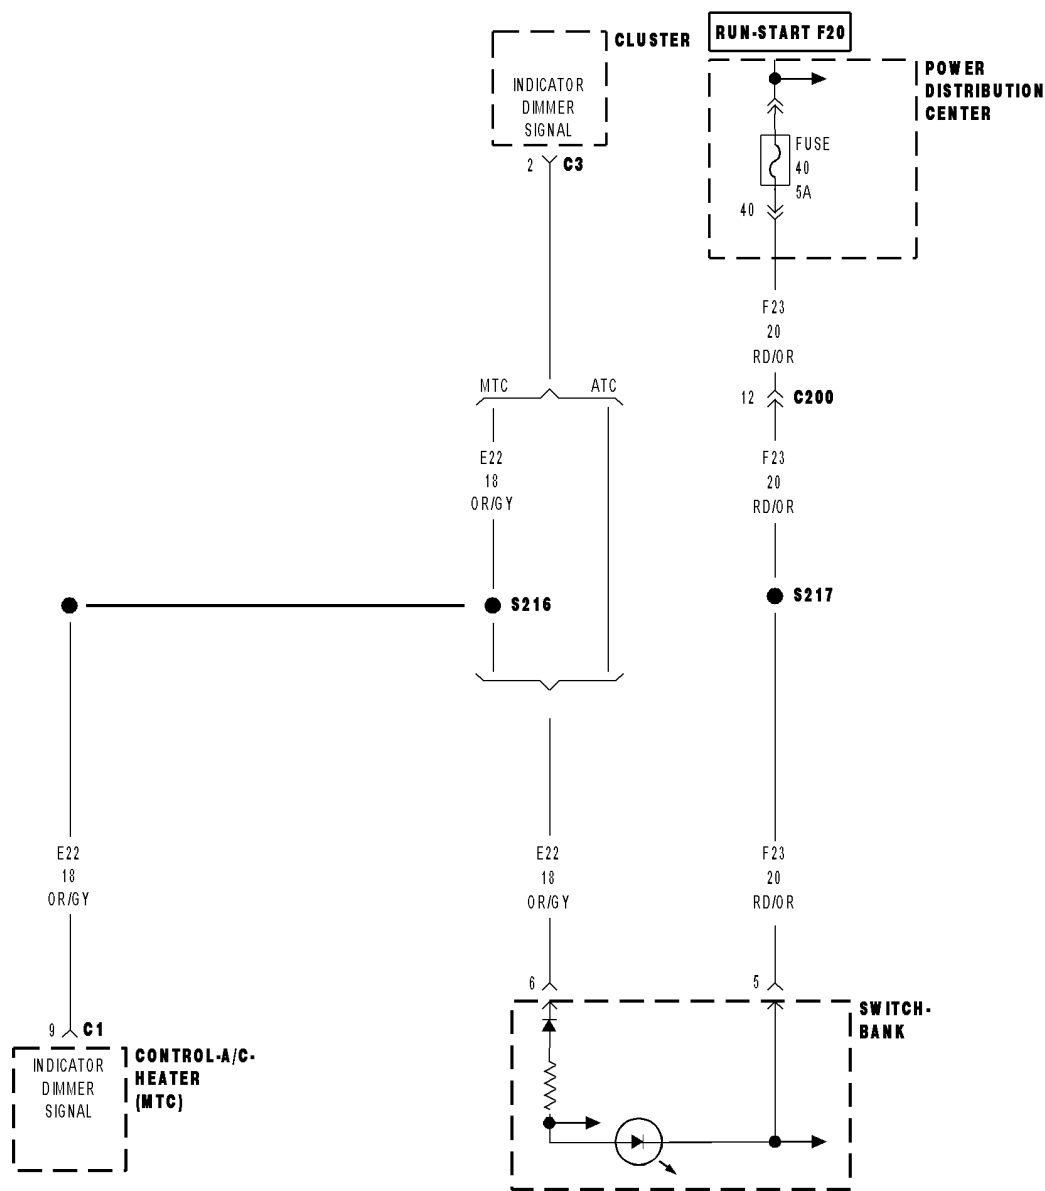 CLUSTER
INDICATOR
DIMMER
SIGNAL
2
C3
RUN-START F20
POWER
DISTRIBUTION
CENTER
FUSE
40
5A
40
F23
20
RD/OR
12
C200
MTC
ATC
E22
18
OR/GY
F23
20
RD/OR
S216
S217
E22
18
OR/GY
E22
18
OR/GY
F23
20
RD/OR
6
5
9
C1
SWITCH-
BANK
INDICATOR
DIMMER
SIGNAL
CONTROL-A/C-
HEATER
(MTC)